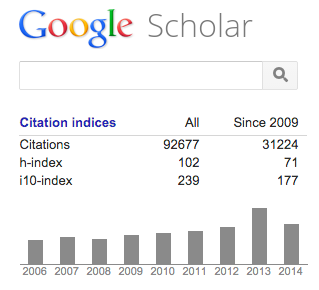 Google Scholar
Citation indices All Since 2009
Citations 92677 31224
h-index 102 71
i10-index 239 177
2006 2007 2008 2009 2010 2011 2012 2013 2014